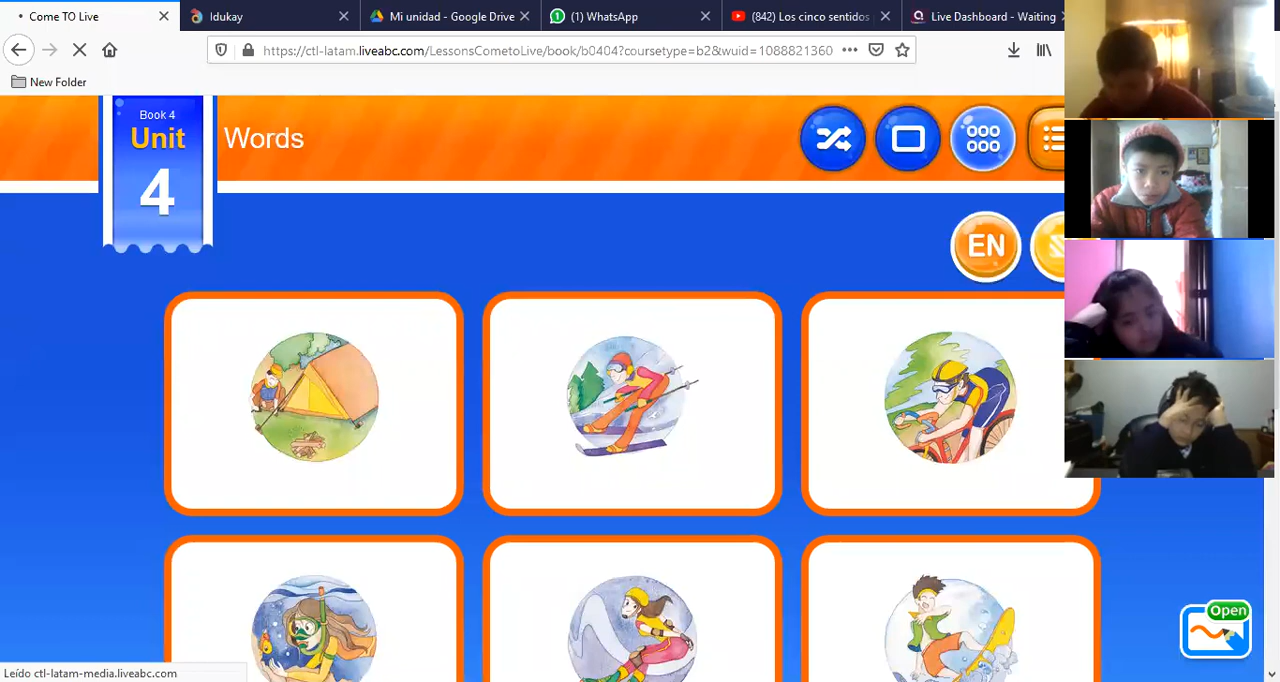 Come TO Live
Idukay
Mi unidad - Google Drive
(1) WhatsApp
(842) Los cinco sentidos
Live Dashboard - Waiting
https://ctl-latam.liveabc.com/LessonsCometoLive/book/b0404?coursetype=b2&wuid=1088821360
New Folder
Book 4
Unit
4
Words
EN
Open
Leído ctl-latam-media.liveabc.com